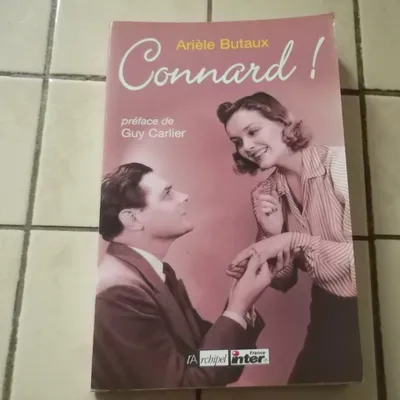 Arièle Butaux
Connard !
préface de
Guy Carlier
l'Archipel
France
inter